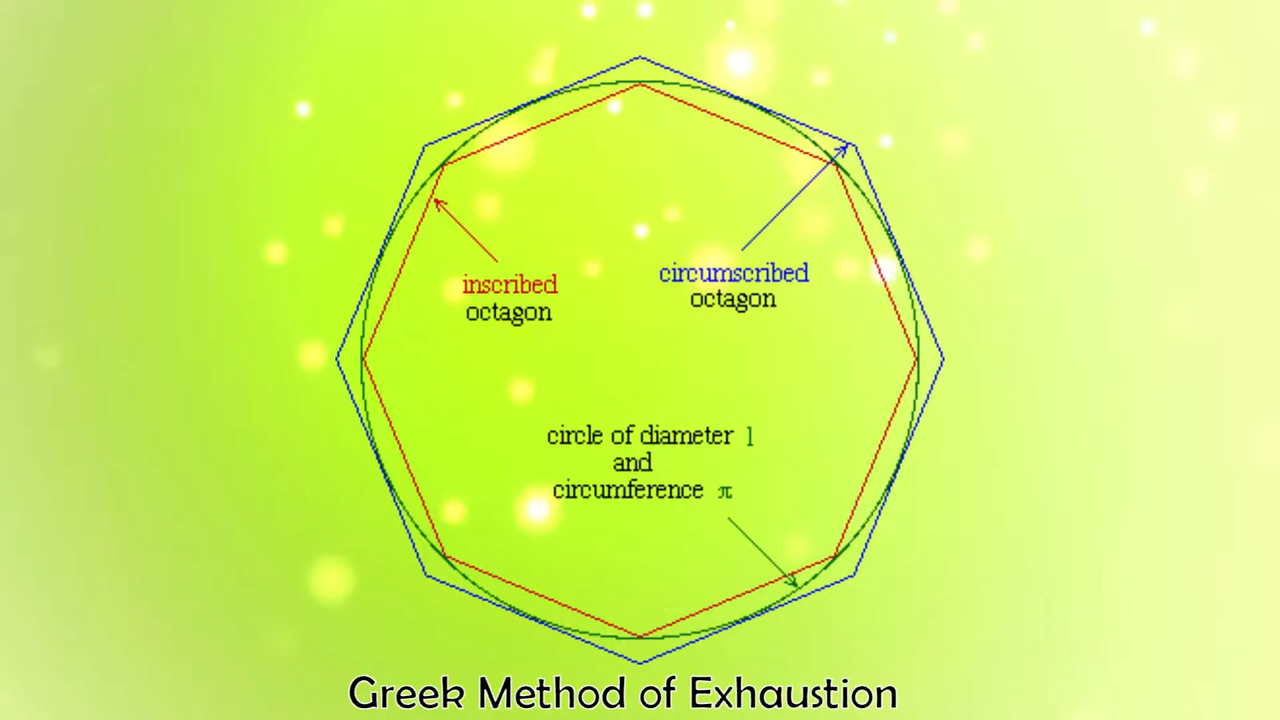 inscribed
octagon
circumscribed
octagon
circle of diameter 1
and
circumference π
Greek Method of Exhaustion